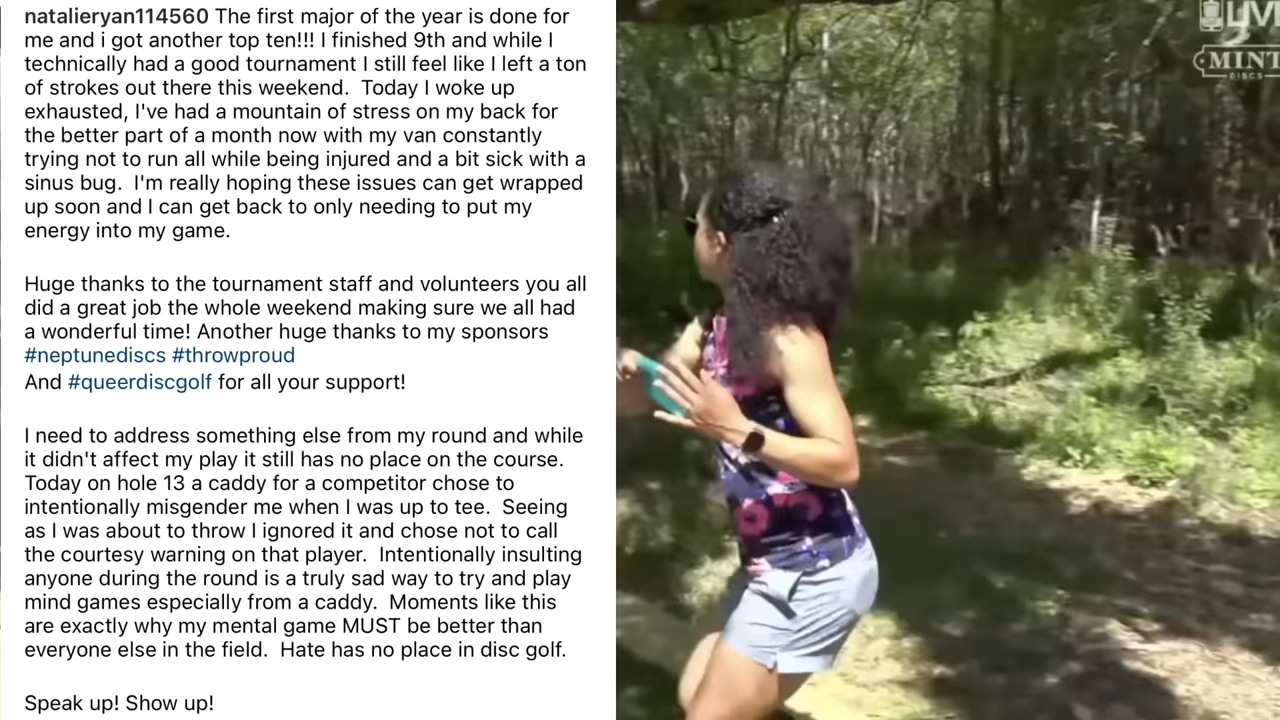 natalieryan114560 The first major of the year is done for
me and i got another top ten!!! I finished 9th and while I
technically had a good tournament I still feel like I left a ton
of strokes out there this weekend.  Today I woke up
exhausted, I've had a mountain of stress on my back for
the better part of a month now with my van constantly
trying not to run all while being injured and a bit sick with a
sinus bug.  I'm really hoping these issues can get wrapped
up soon and I can get back to only needing to put my
energy into my game.
Huge thanks to the tournament staff and volunteers you all
did a great job the whole weekend making sure we all had
a wonderful time! Another huge thanks to my sponsors
#neptunediscs #throwproud
And #queerdiscgolf for all your support!
I need to address something else from my round and while
it didn't affect my play it still has no place on the course.
Today on hole 13 a caddy for a competitor chose to
intentionally misgender me when I was up to tee.  Seeing
as I was about to throw I ignored it and chose not to call
the courtesy warning on that player.  Intentionally insulting
anyone during the round is a truly sad way to try and play
mind games especially from a caddy.  Moments like this
are exactly why my mental game MUST be better than
everyone else in the field.  Hate has no place in disc golf.
Speak up! Show up!
MINT
DISCS